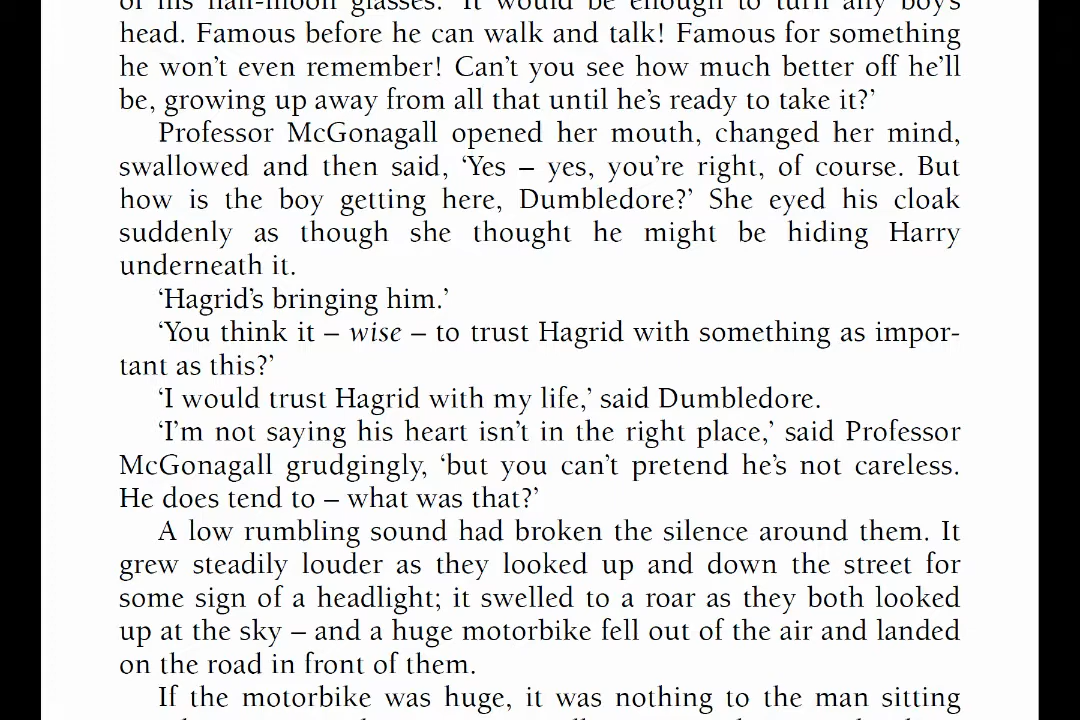 of his half-moon glasses. ‘It would be enough to turn any boy’s
head. Famous before he can walk and talk! Famous for something
he won’t even remember! Can’t you see how much better off he’ll
be, growing up away from all that until he’s ready to take it?’
Professor McGonagall opened her mouth, changed her mind,
swallowed and then said, ‘Yes – yes, you’re right, of course. But
how is the boy getting here, Dumbledore?’ She eyed his cloak
suddenly as though she thought he might be hiding Harry
underneath it.
‘Hagrid’s bringing him.’
‘You think it – wise – to trust Hagrid with something as impor-
tant as this?’
‘I would trust Hagrid with my life,’ said Dumbledore.
‘I’m not saying his heart isn’t in the right place,’ said Professor
McGonagall grudgingly, ‘but you can’t pretend he’s not careless.
He does tend to – what was that?’
A low rumbling sound had broken the silence around them. It
grew steadily louder as they looked up and down the street for
some sign of a headlight; it swelled to a roar as they both looked
up at the sky – and a huge motorbike fell out of the air and landed
on the road in front of them.
If the motorbike was huge, it was nothing to the man sitting